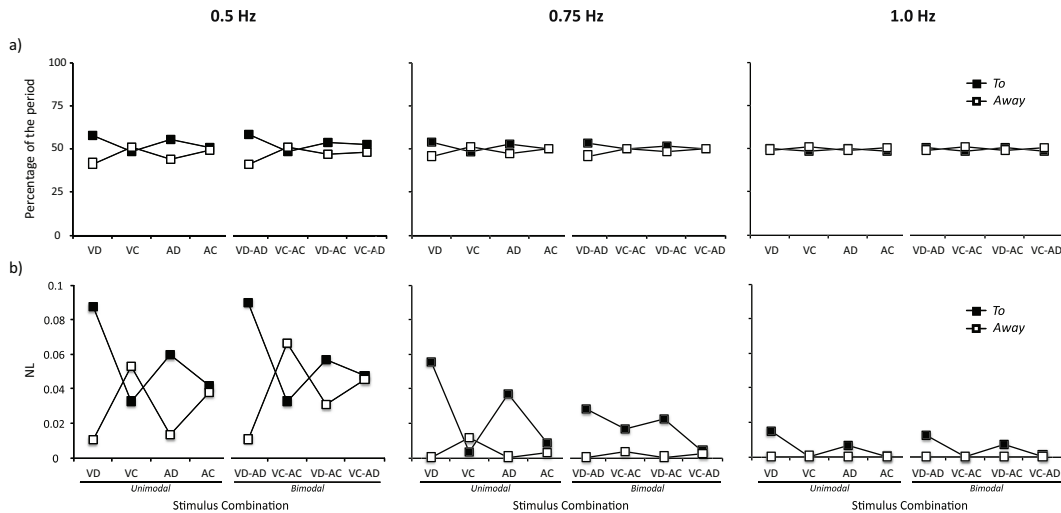 0.5 Hz 0.75 Hz 1.0 Hz
a)
Percentage of the period
100
75
50
25
0
To
Away
VD VC AD AC VD-AD VC-AC VD-AC VC-AD VD VC AD AC VD-AD VC-AC VD-AC VC-AD VD VC AD AC VD-AD VC-AC VD-AC VC-AD
b)
NL
0.1
0.08
0.06
0.04
0.02
0
To
Away
VD VC AD AC VD-AD VC-AC VD-AC VC-AD VD VC AD AC VD-AD VC-AC VD-AC VC-AD VD VC AD AC VD-AD VC-AC VD-AC VC-AD
Unimodal Bimodal Unimodal Bimodal Unimodal Bimodal
Stimulus Combination Stimulus Combination Stimulus Combination